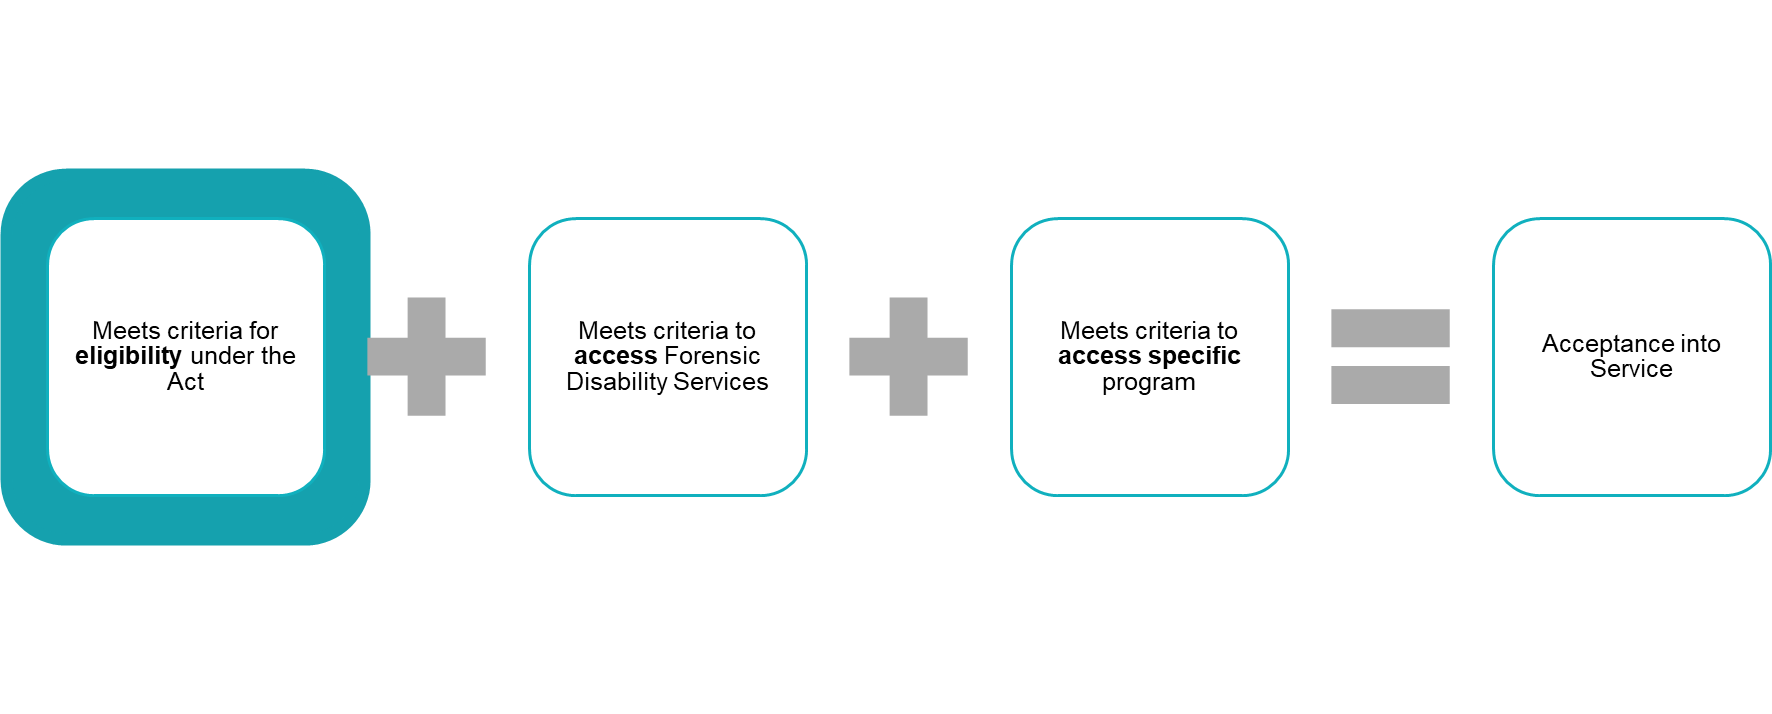 Meets criteria for
eligibility under the
Act
Meets criteria to
access Forensic
Disability Services
Meets criteria to
access specific
program
Acceptance into
Service